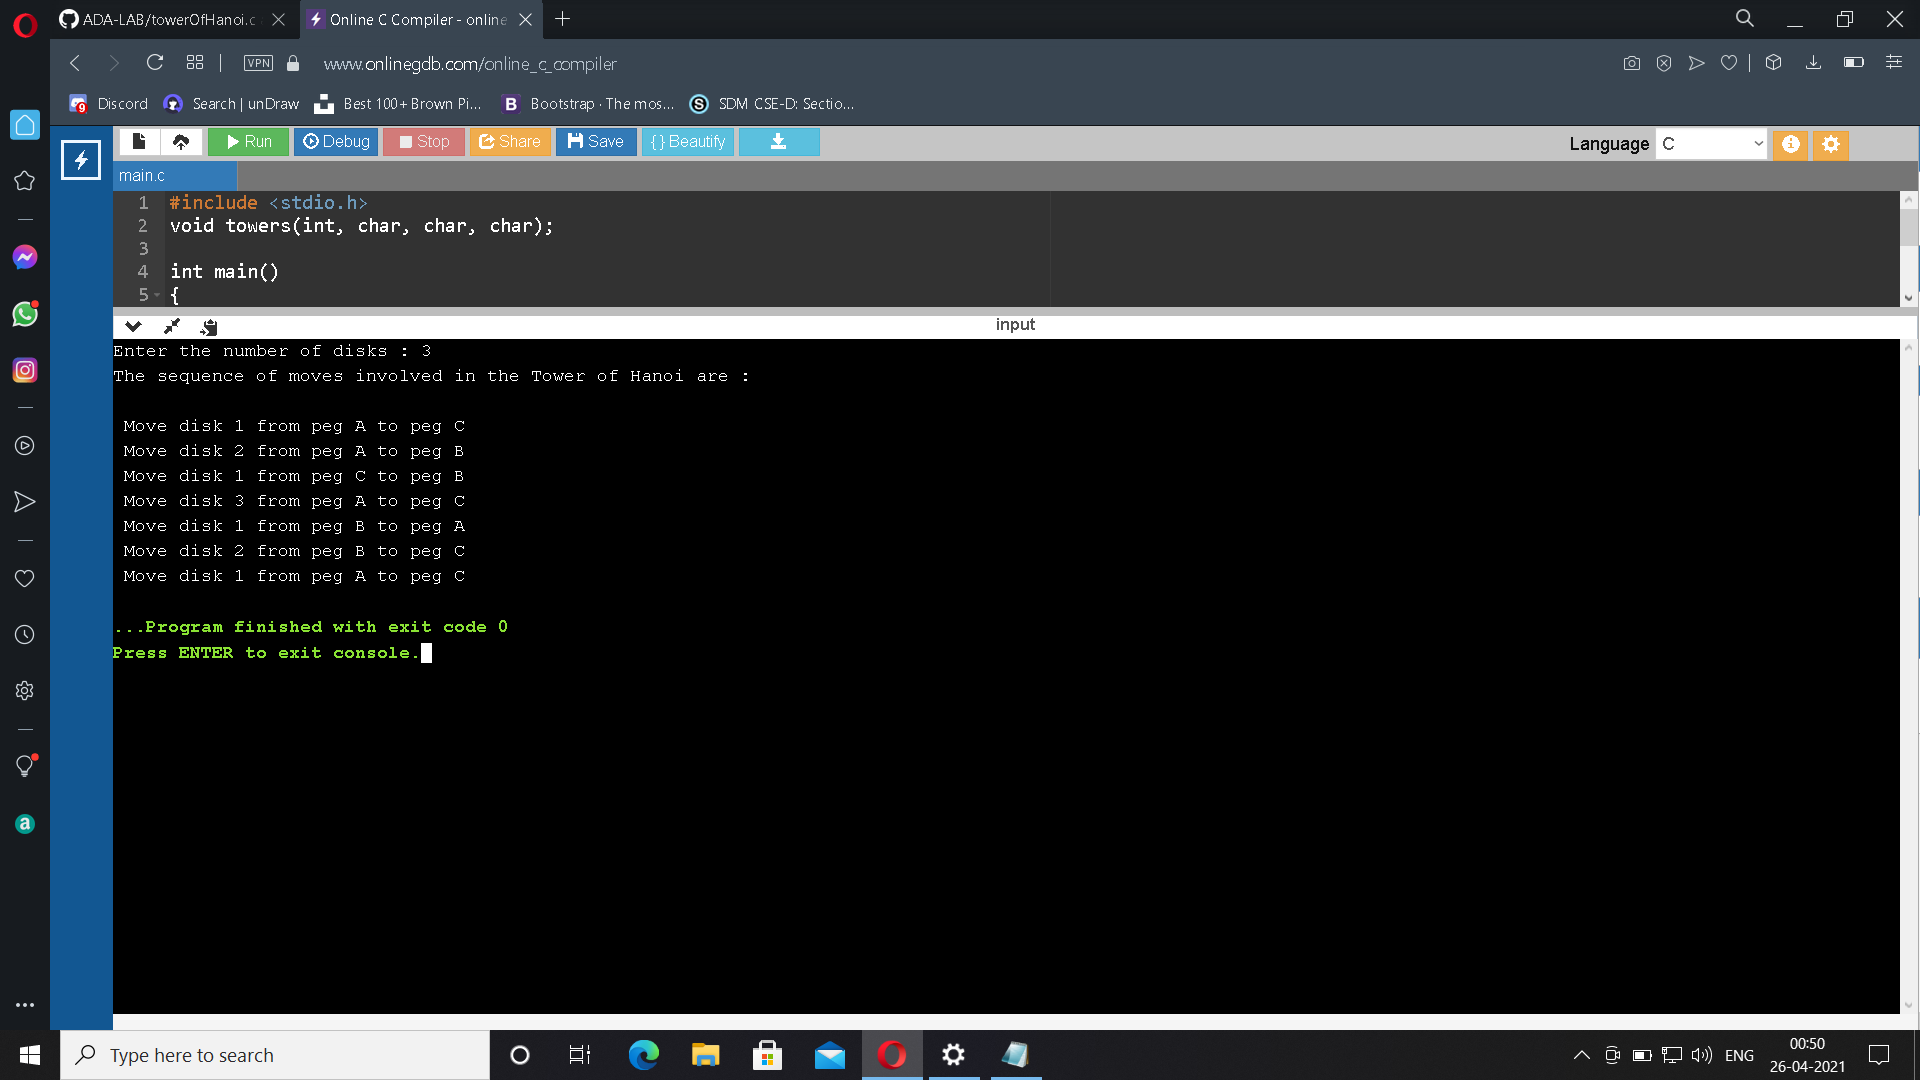 ADA-LAB/towerOfHanoi.c
Online C Compiler - online
VPN
www.onlinegdb.com/online_c_compiler
9
Discord
Search | unDraw
Best 100+ Brown Pi...
B
Bootstrap · The mos...
S
SDM CSE-D: Sectio...
Run
Debug
Stop
Share
Save
{ } Beautify
Language
C
main.c
1 #include <stdio.h>
2 void towers(int, char, char, char);
3
4 int main()
5 {
input
Enter the number of disks : 3
The sequence of moves involved in the Tower of Hanoi are :
Move disk 1 from peg A to peg C
Move disk 2 from peg A to peg B
Move disk 1 from peg C to peg B
Move disk 3 from peg A to peg C
Move disk 1 from peg B to peg A
Move disk 2 from peg B to peg C
Move disk 1 from peg A to peg C
...Program finished with exit code 0
Press ENTER to exit console.
a
Type here to search
ENG
00:50
26-04-2021